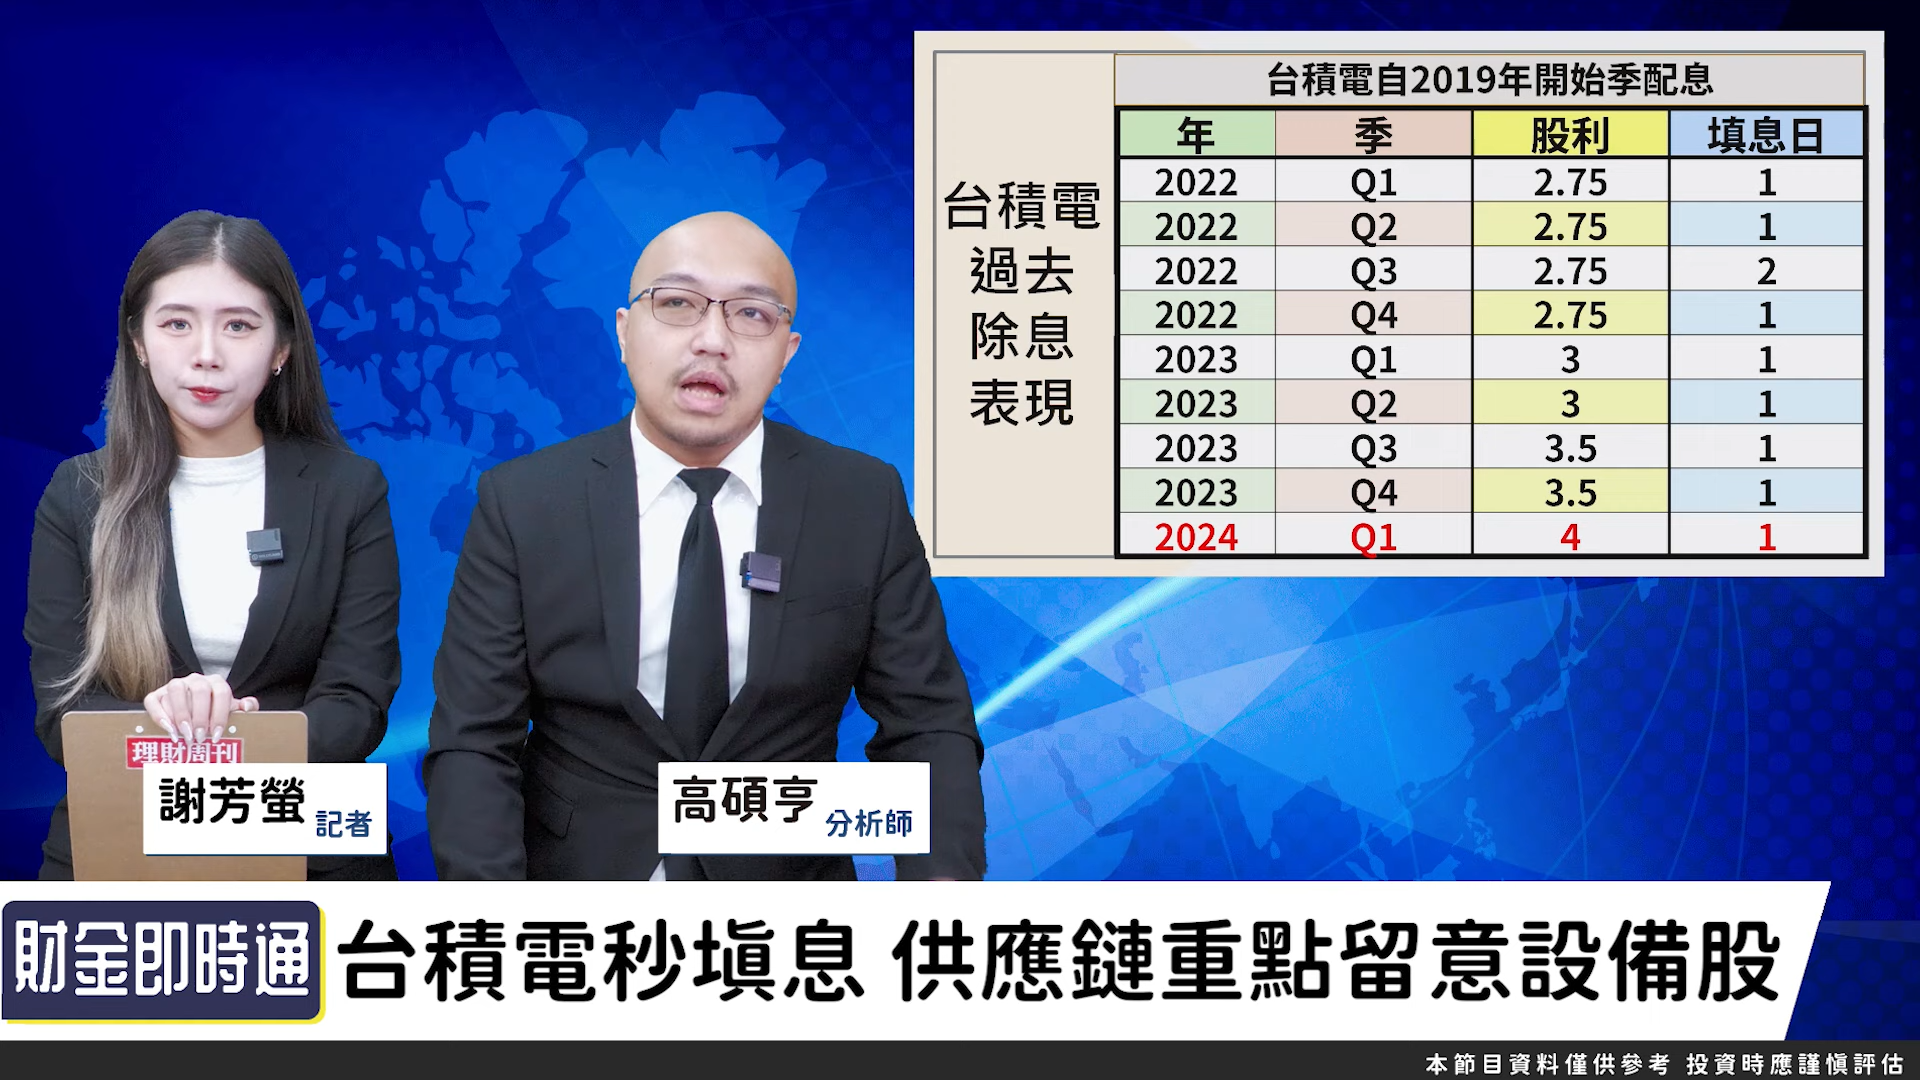 台積電自2019年開始季配息
台積電
過去
除息
表現
年 季 股利 填息日
2022 Q1 2.75 1
2022 Q2 2.75 1
2022 Q3 2.75 2
2022 Q4 2.75 1
2023 Q1 3 1
2023 Q2 3 1
2023 Q3 3.5 1
2023 Q4 3.5 1
2024 Q1 4 1
理財周刊
謝芳螢 記者
高碩亨 分析師
財金即時通
台積電秒填息 供應鏈重點留意設備股
本節目資料僅供參考 投資時應謹慎評估